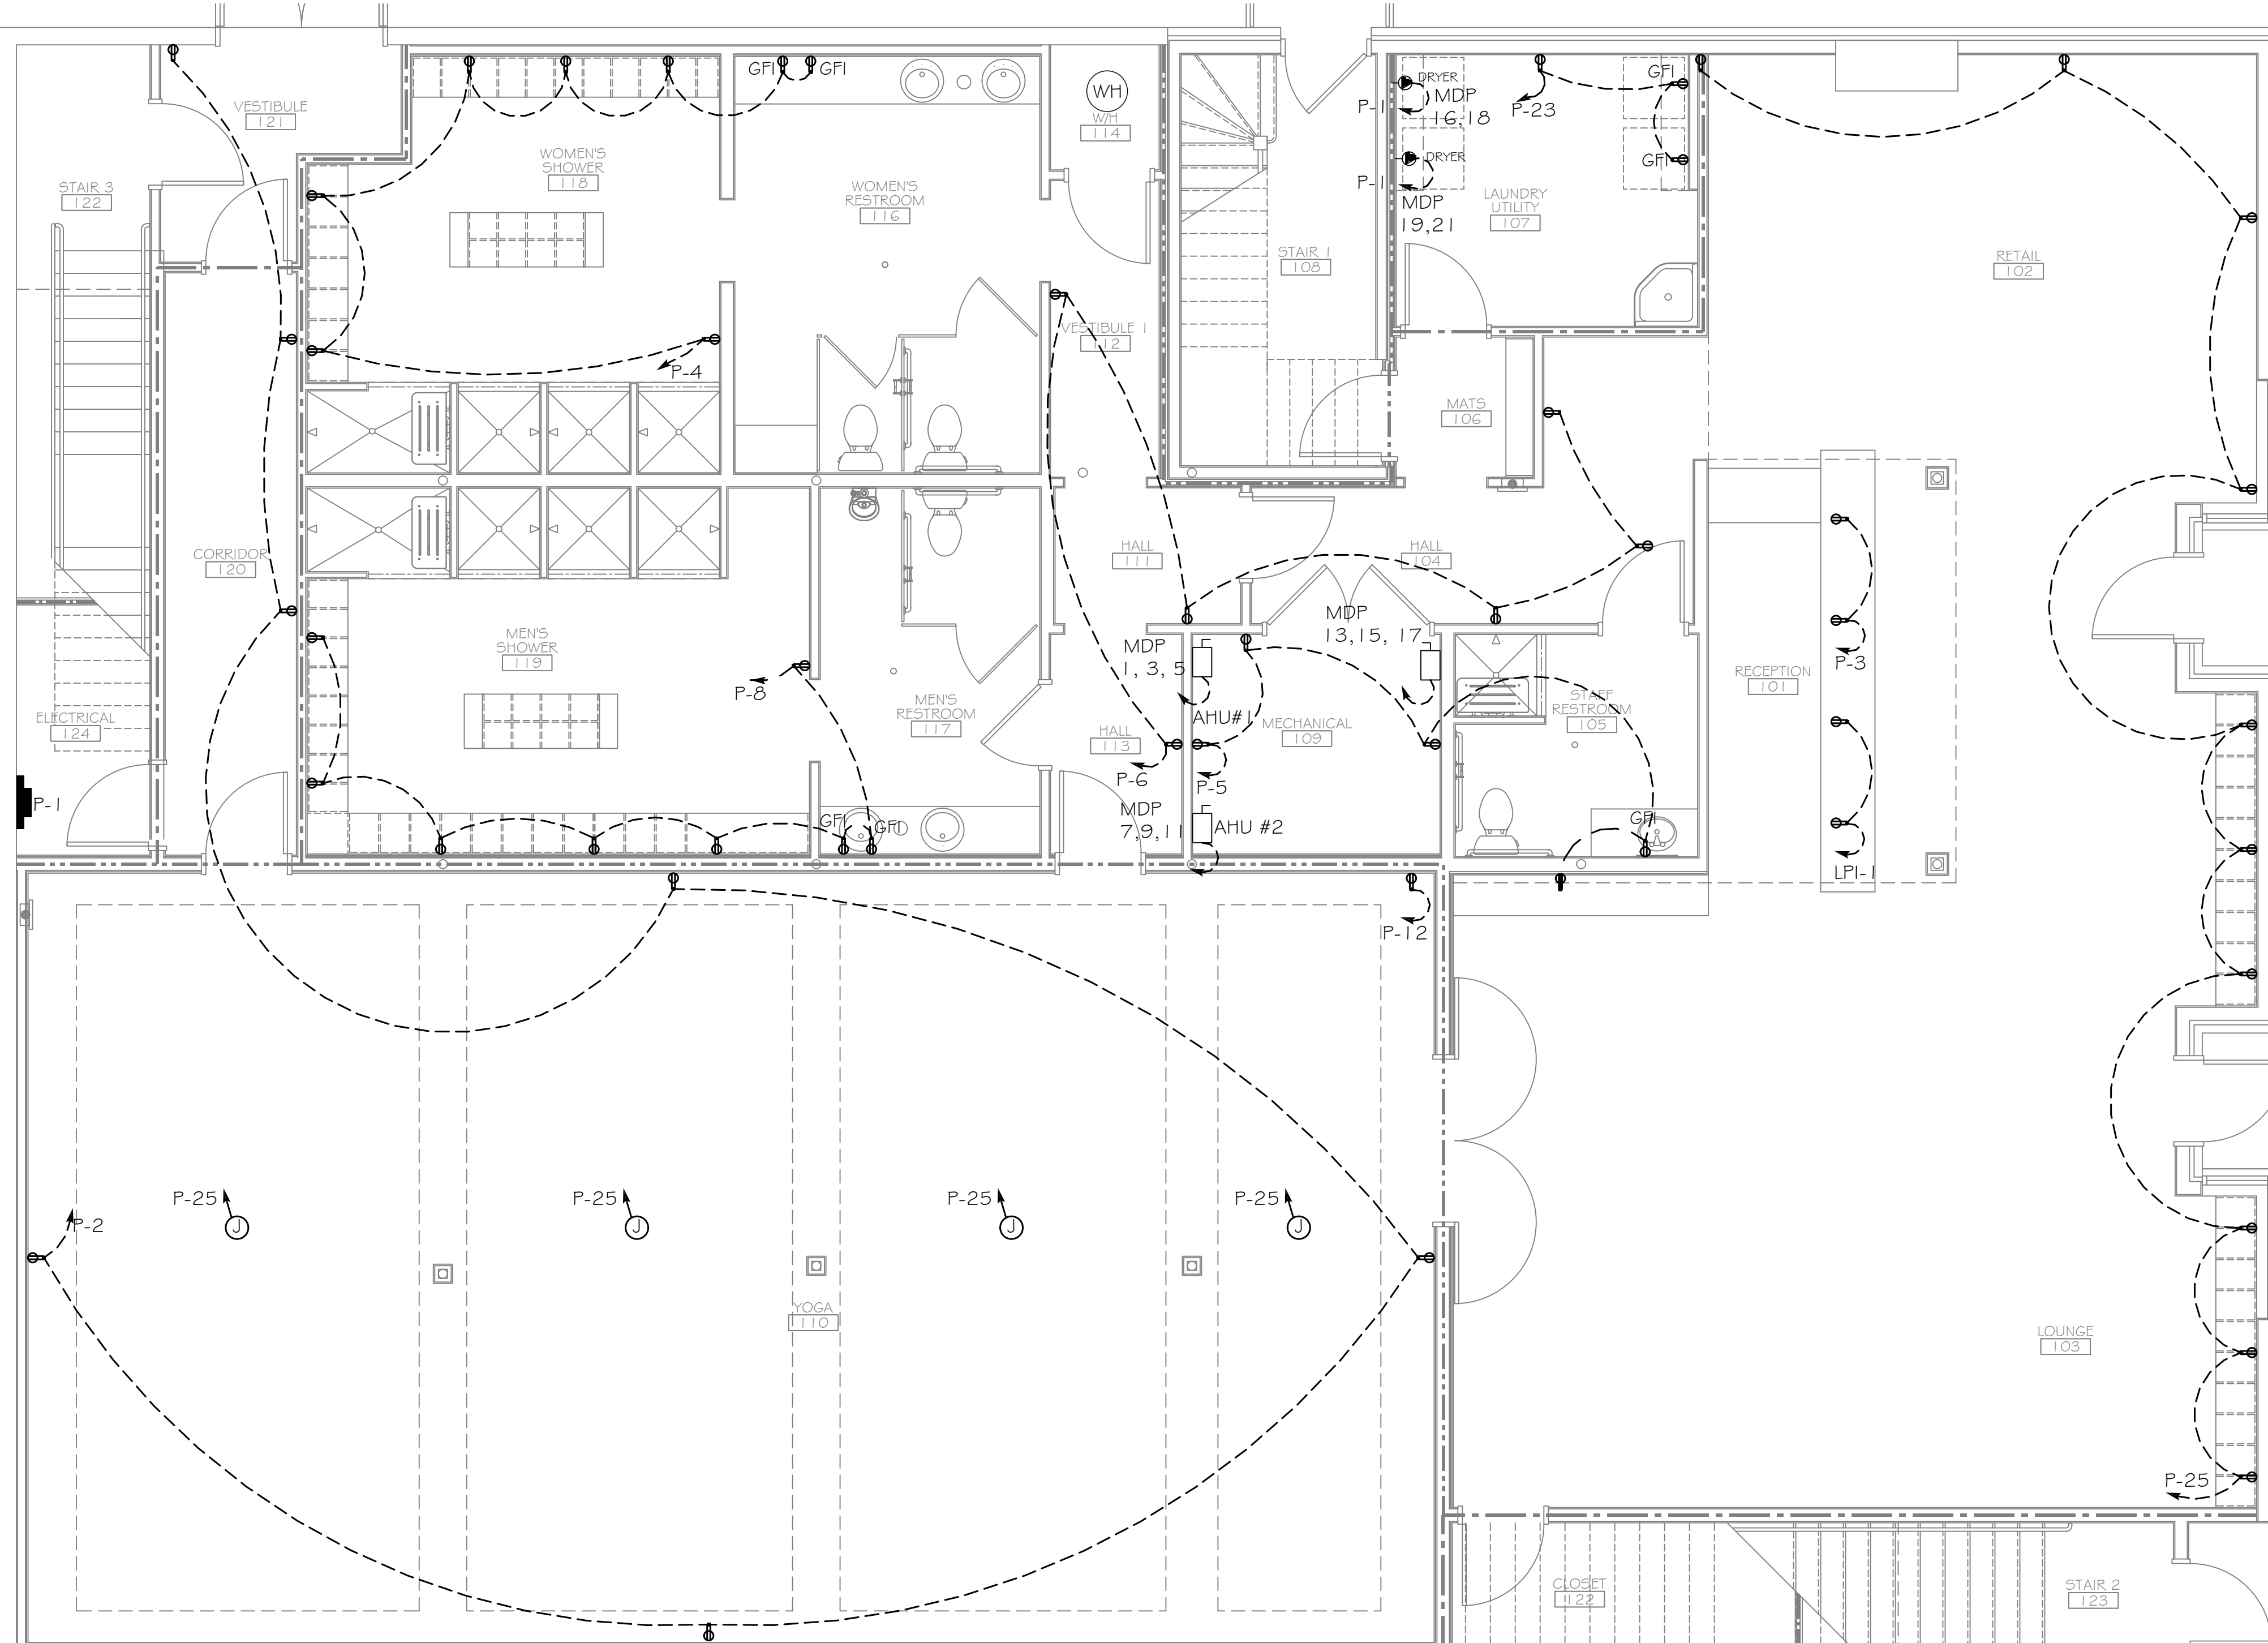 GFI
GFI
WH
W/H
114
VESTIBULE
121
WOMEN'S
SHOWER
118
WOMEN'S
RESTROOM
116
STAIR 3
122
DRYER
P-1
MDP
16,18
DRYER
P-1
MDP
19,21
P-23
GFI
GFI
LAUNDRY
UTILITY
107
STAIR 1
108
RETAIL
102
VESTIBULE 1
112
P-4
MATS
106
CORRIDOR
120
HALL
111
HALL
104
MEN'S
SHOWER
119
P-8
MEN'S
RESTROOM
117
MDP
1, 3, 5
MDP
13,15, 17
AHU#1
MECHANICAL
109
STAFF
RESTROOM
105
RECEPTION
101
P-3
ELECTRICAL
124
P-1
HALL
113
P-6
P-5
MDP
7,9,11
AHU #2
GFI
GFI
GFI
LP1-1
P-12
P-25
P-25
P-25
P-25
J
J
J
J
P-2
YOGA
110
LOUNGE
103
P-25
CLOSET
122
STAIR 2
123